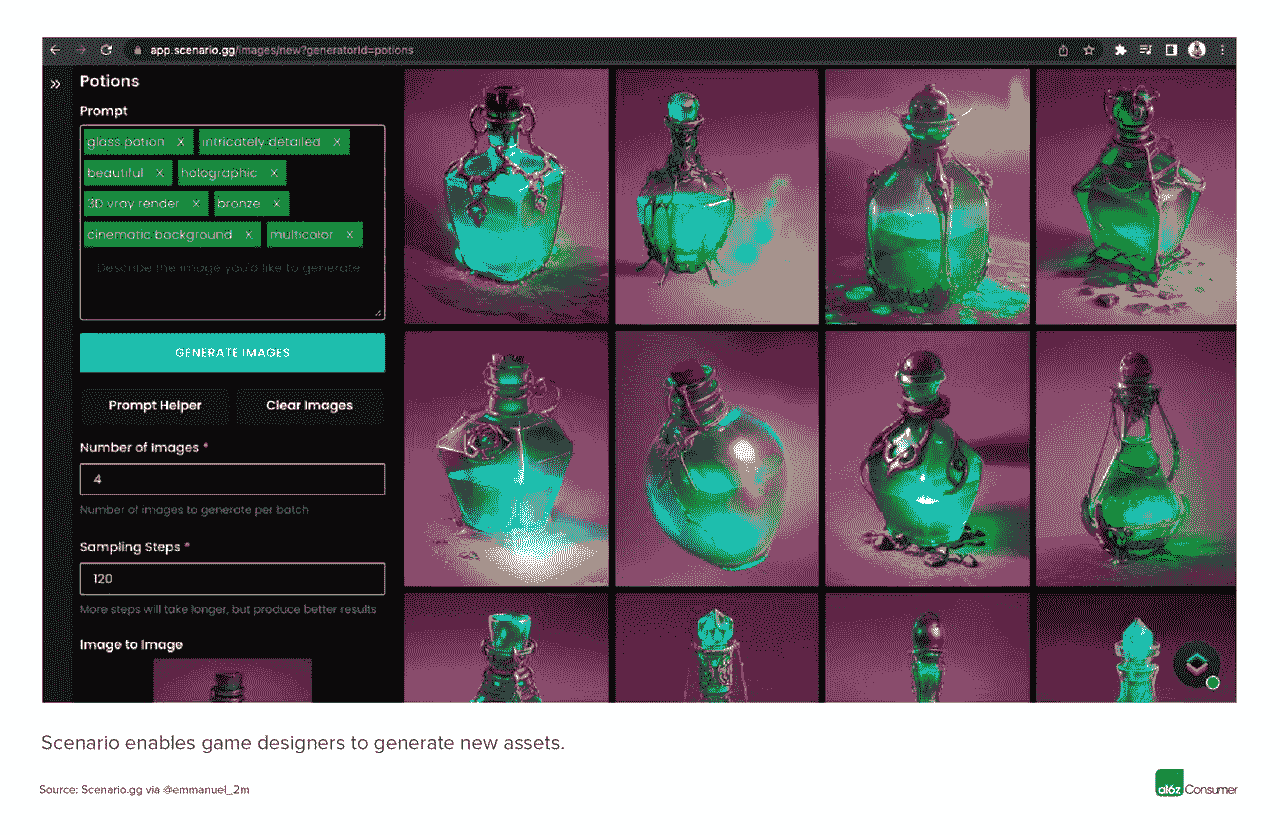 app.scenario.gg/images/new?generatorId=potions
Potions
Prompt
glass potion X intricately detailed X
beautiful X holographic X
3D vray render X bronze X
cinematic background X multicolor X
Describe the image you'd like to generate
GENERATE IMAGES
Prompt Helper Clear Images
Number of Images *
4
Number of images to generate per batch
Sampling Steps *
120
More steps will take longer, but produce better results
Image to Image
Scenario enables game designers to generate new assets.
Source: Scenario.gg via @emmanuel_2m
a16z Consumer